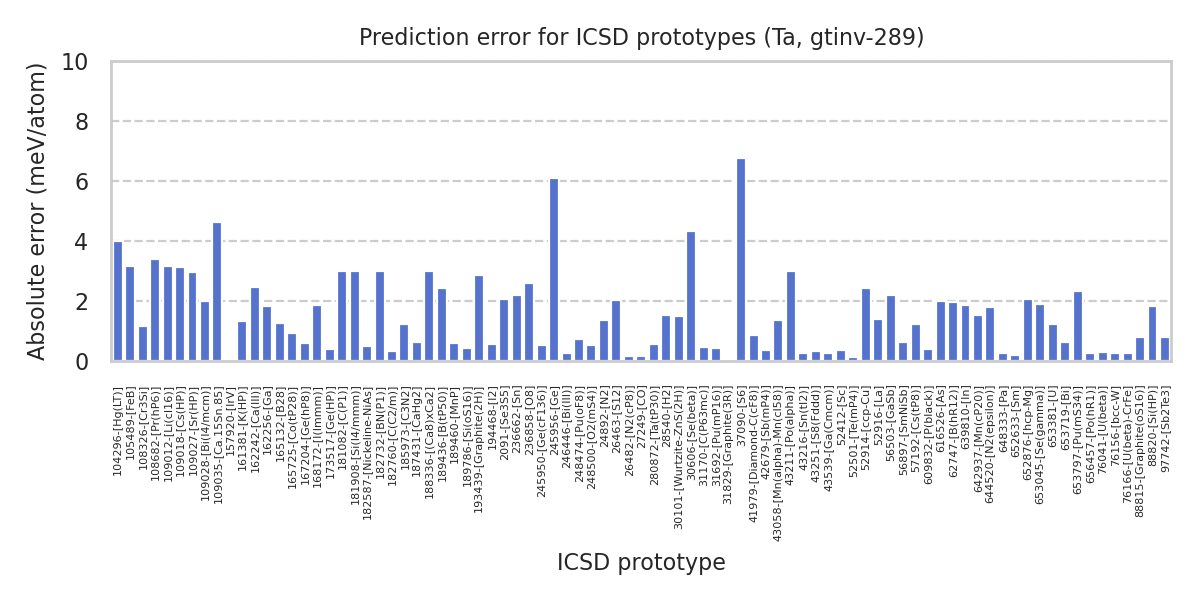 Prediction error for ICSD prototypes (Ta, gtinv-289)
Absolute error (meV/atom)
10
8
6
4
2
0
104296-[Hg(LT)]
105489-[FeB]
108326-[Cr3Si]
108682-[Pr(hP6)]
109012-[Li(cI16)]
109018-[Cs(HP)]
109027-[Sr(HP)]
109028-[Bi(I4/mcm)]
109035-[Ca.15Sn.85]
157920-[IrV]
161381-[K(HP)]
162242-[Ca(III)]
162256-[Ga]
165132-[B28]
165725-[Co(tP28)]
167204-[Ge(hP8)]
168172-[I(Immm)]
173517-[Ge(HP)]
181082-[C(P1)]
181908-[Si(I4/mmm)]
182587-[Nickeline-NiAs]
182732-[BN(P1)]
182760-[C(C2/m)]
185973-[C3N2]
187431-[CaHg2]
188336-[(Ca8)xCa2]
189436-[B(tP50)]
189460-[MnP]
189786-[Si(oS16)]
193439-[Graphite(2H)]
194468-[I2]
2091-[Se3S5]
236662-[Sn]
236858-[O8]
245950-[Ge(cF136)]
245956-[Ge]
246446-[Bi(III)]
248474-[Pu(oF8)]
248500-[O2(mS4)]
24892-[N2]
26463-[S12]
26482-[N2(cP8)]
27249-[CO]
280872-[Ta(tP30)]
28540-[H2]
30101-[Wurtzite-ZnS(2H)]
30606-[Se(beta)]
31170-[C(P63mc)]
31692-[Pu(mP16)]
31829-[Graphite(3R)]
37090-[S6]
41979-[Diamond-C(cF8)]
42679-[Sb(mP4)]
43058-[Mn(alpha)-Mn(cI58)]
43211-[Po(alpha)]
43216-[Sn(tI2)]
43251-[S8(Fddd)]
43539-[Ga(Cmcm)]
52412-[Sc]
52501-[Te(mP4)]
52914-[ccp-Cu]
52916-[La]
56503-[GaSb]
56897-[SmNiSb]
57192-[Cs(tP8)]
609832-[P(black)]
616526-[As]
62747-[B(hR12)]
639810-[In]
642937-[Mn(cP20)]
644520-[N2(epsilon)]
648333-[Pa]
652633-[Sm]
652876-[hcp-Mg]
653045-[Se(gamma)]
653381-[U]
653719-[Bi]
653797-[Pu(mS34)]
656457-[Po(hR1)]
76041-[U(beta)]
76156-[bcc-W]
76166-[U(beta)-CrFe]
88815-[Graphite(oS16)]
88820-[Si(HP)]
97742-[Sb2Te3]
ICSD prototype